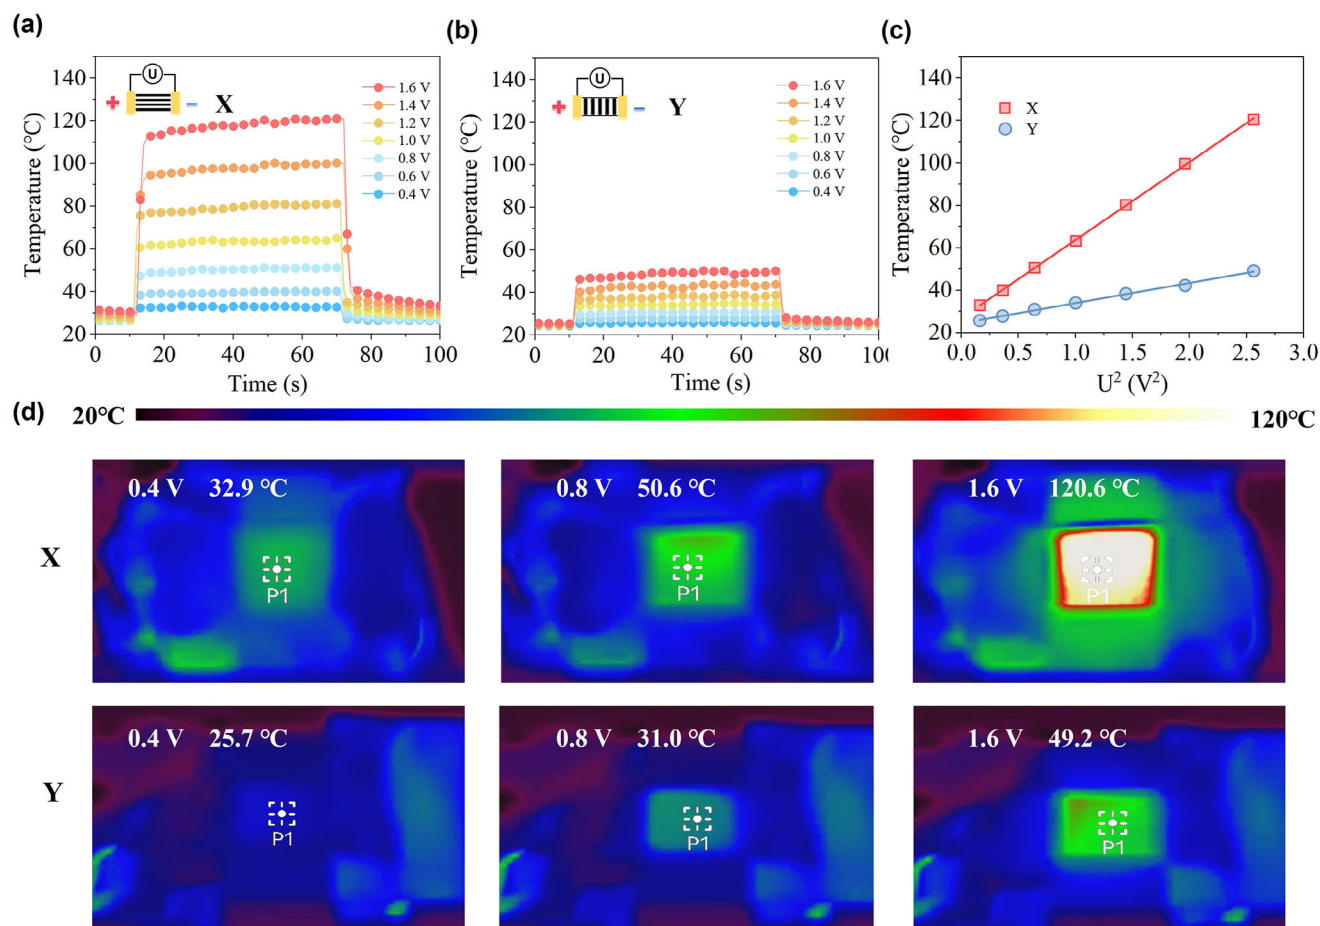 (a)
140
120
100
80
60
40
20
Temperature (℃)
0 20 40 60 80 100
Time (s)
U
+ − X
1.6 V
1.4 V
1.2 V
1.0 V
0.8 V
0.6 V
0.4 V
(b)
140
120
100
80
60
40
20
Temperature (℃)
0 20 40 60 80 100
Time (s)
U
+ − Y
1.6 V
1.4 V
1.2 V
1.0 V
0.8 V
0.6 V
0.4 V
(c)
140
120
100
80
60
40
20
Temperature (℃)
0.0 0.5 1.0 1.5 2.0 2.5 3.0
U² (V²)
X
Y
(d)
20℃ 120℃
X
0.4 V 32.9 ℃
P1
0.8 V 50.6 ℃
P1
1.6 V 120.6 ℃
P1
Y
0.4 V 25.7 ℃
P1
0.8 V 31.0 ℃
P1
1.6 V 49.2 ℃
P1